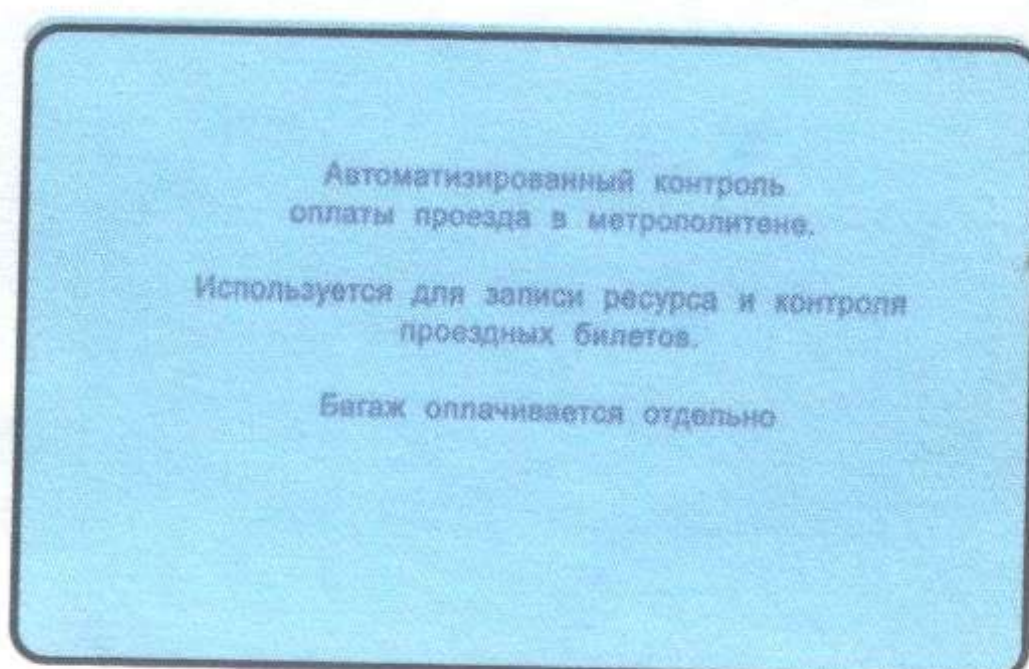 Автоматизированный контроль
оплаты проезда в метрополитене.
Используется для записи ресурса и контроля
проездных билетов.
Багаж оплачивается отдельно